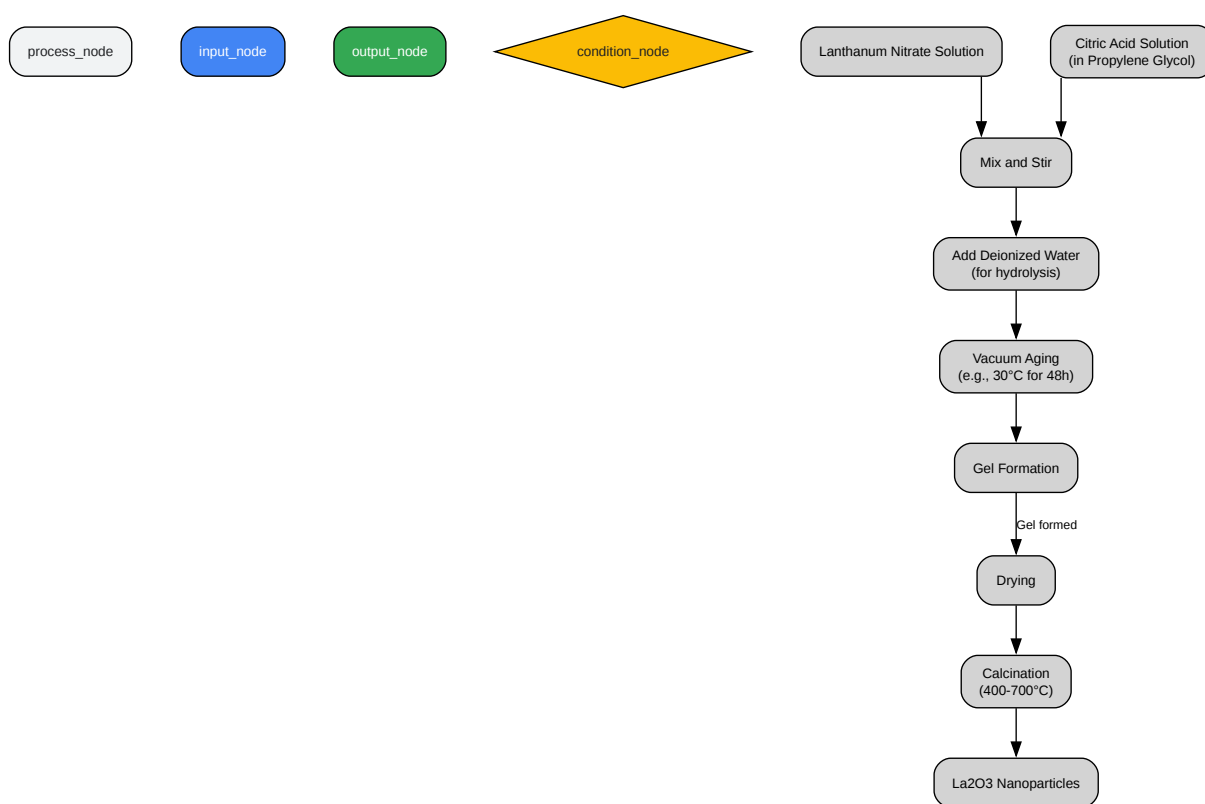 process_node
input_node
output_node
condition_node
Lanthanum Nitrate Solution
Citric Acid Solution
(in Propylene Glycol)
Mix and Stir
Add Deionized Water
(for hydrolysis)
Vacuum Aging
(e.g., 30°C for 48h)
Gel Formation
Gel formed
Drying
Calcination
(400-700°C)
La2O3 Nanoparticles